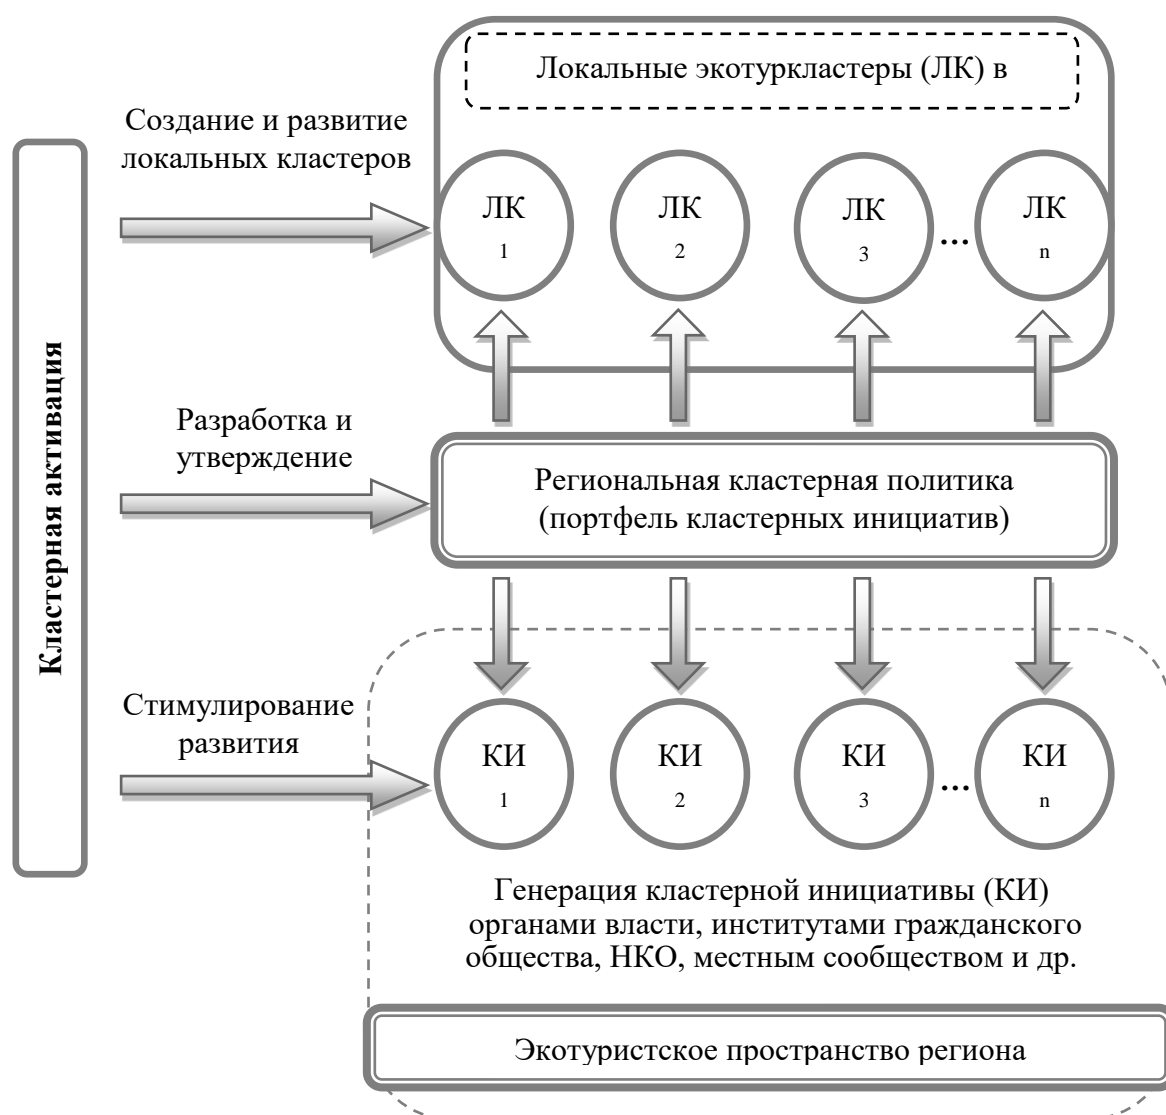 Локальные экотуркластеры (ЛК) в
Создание и развитие
локальных кластеров
ЛК
1
ЛК
2
ЛК
3
...
ЛК
n
Кластерная активация
Разработка и
утверждение
Региональная кластерная политика
(портфель кластерных инициатив)
Стимулирование
развития
КИ
1
КИ
2
КИ
3
...
КИ
n
Генерация кластерной инициативы (КИ)
органами власти, институтами гражданского
общества, НКО, местным сообществом и др.
Экотуристское пространство региона